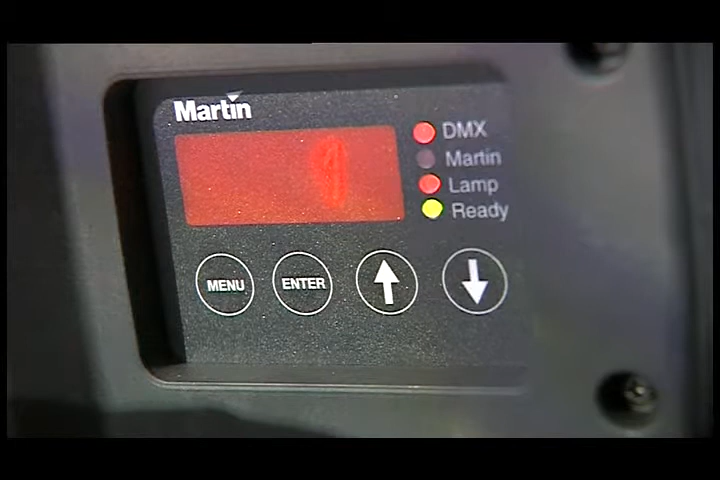 Martin
DMX
Martin
Lamp
Ready
MENU ENTER